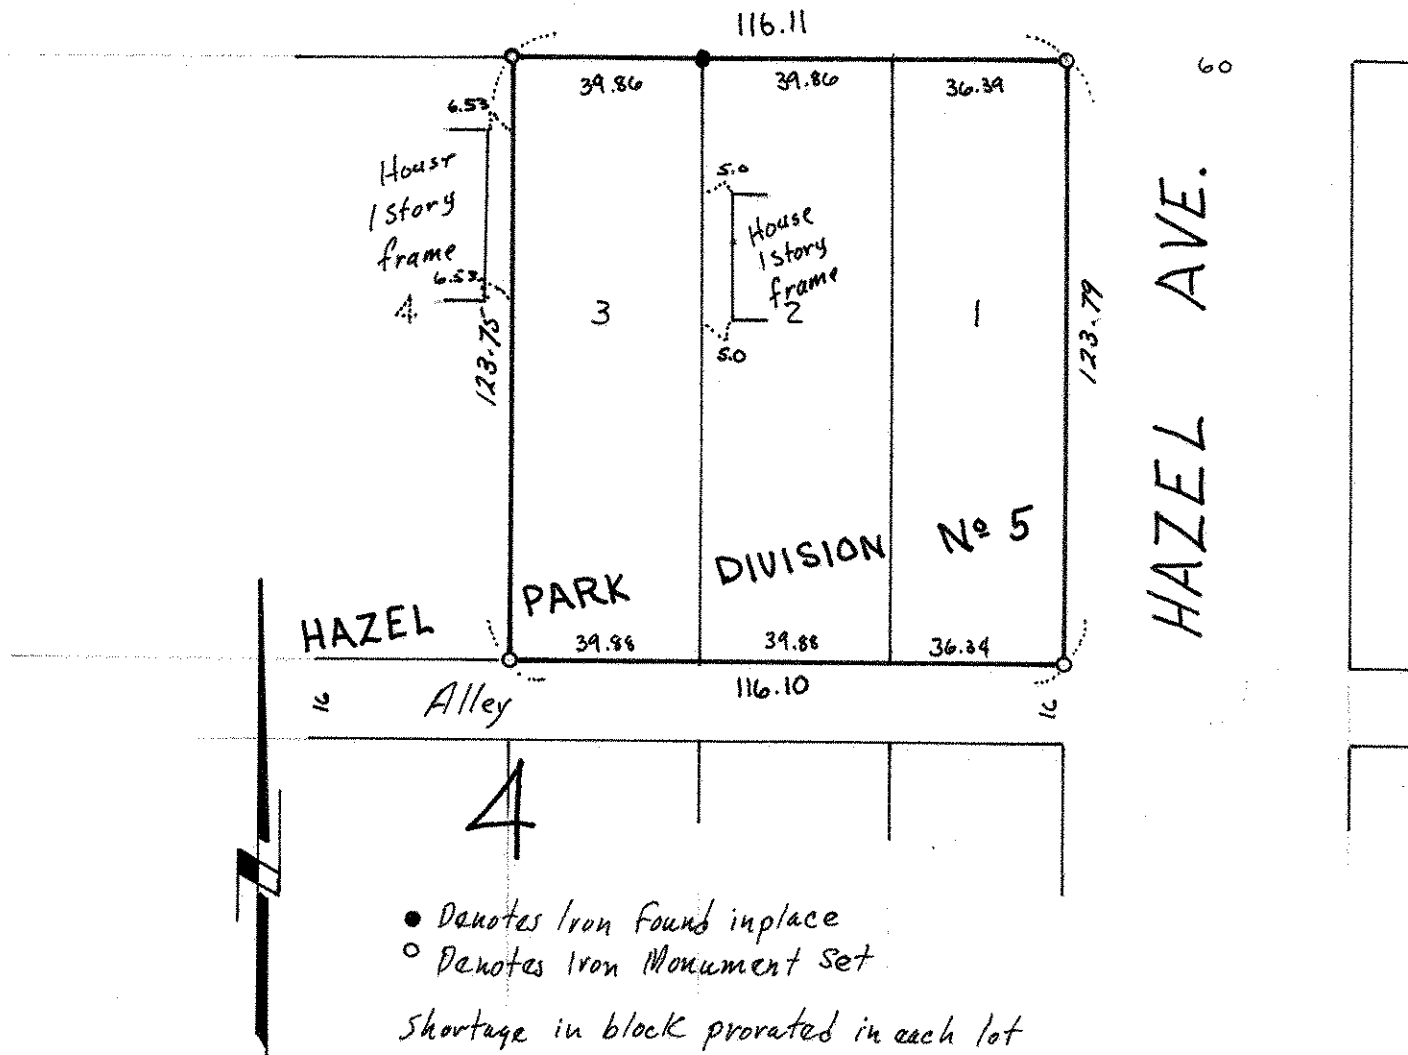 116.11
39.86
39.86
36.39
60
6.53
House
1 Story
frame
6.53
4
123.75
3
5.0
House
1 Story
frame
2
5.0
1
123.79
HAZEL AVE.
HAZEL PARK DIVISION Nº 5
39.88
39.88
36.34
116.10
16
Alley
16
4
● Denotes Iron Found inplace
○ Denotes Iron Monument Set
Shortage in block prorated in each lot